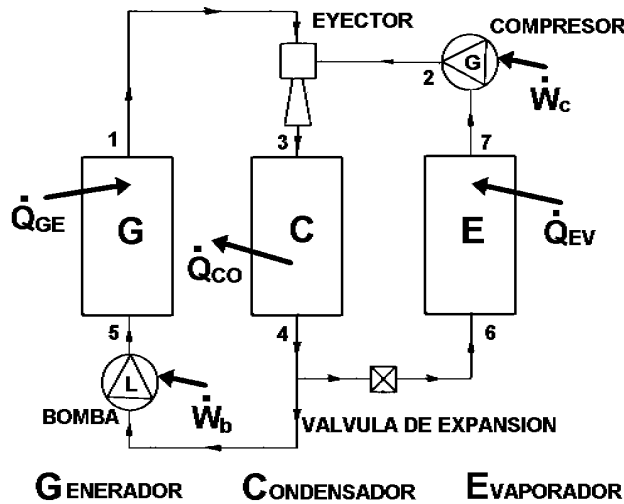 EYECTOR
COMPRESOR
G
2
Ẇc
1
3
7
Q̇GE
G
C
E
Q̇CO
Q̇EV
5
4
6
L
BOMBA
Ẇb
VALVULA DE EXPANSION
GENERADOR CONDENSADOR EVAPORADOR